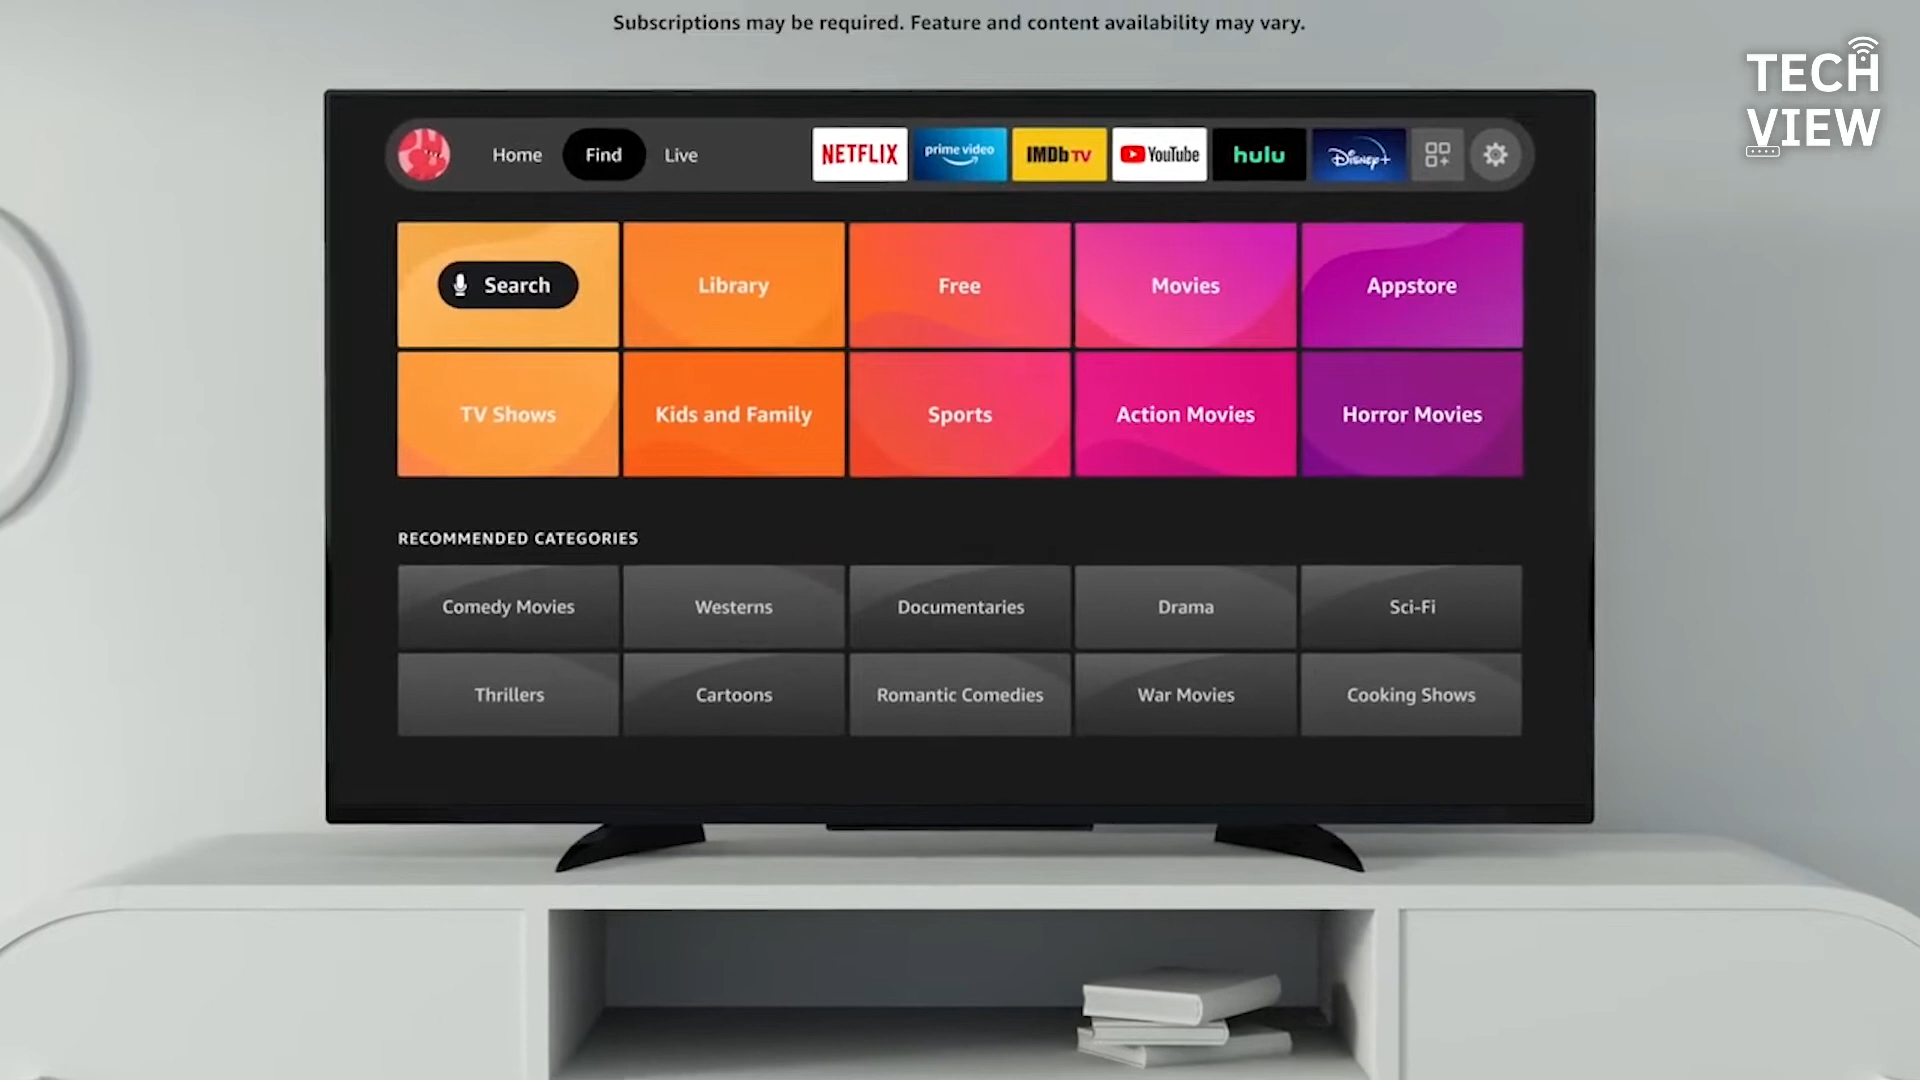 Subscriptions may be required. Feature and content availability may vary.
TECH
VIEW
Home Find Live NETFLIX prime video IMDb TV YouTube hulu Disney+
Search Library Free Movies Appstore
TV Shows Kids and Family Sports Action Movies Horror Movies
RECOMMENDED CATEGORIES
Comedy Movies Westerns Documentaries Drama Sci-Fi
Thrillers Cartoons Romantic Comedies War Movies Cooking Shows